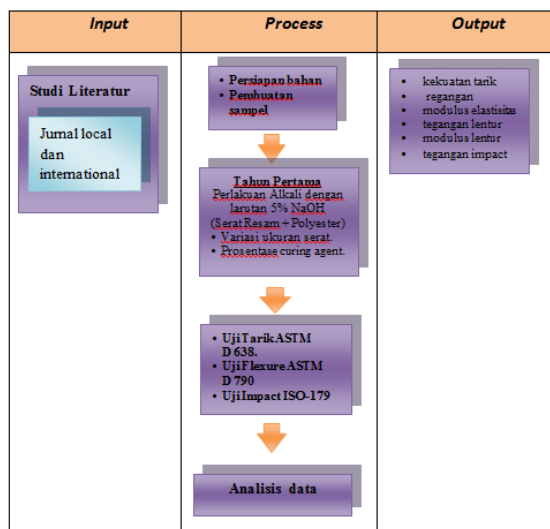 Input
Process
Output
Studi Literatur
Jurnal local
dan
international
• Persiapan bahan
• Pembuatan
sampel
Tahun Pertama
Perlakuan Alkali dengan
larutan 5% NaOH
(Serat Resam + Polyester)
• Variasi ukuran serat.
• Prosentase curing agent.
• Uji Tarik ASTM
D 638.
• Uji Flexure ASTM
D 790
• Uji Impact ISO-179
Analisis data
• kekuatan tarik
• regangan
• modulus elastisitas
• tegangan lentur
• modulus lentur
• tegangan impact